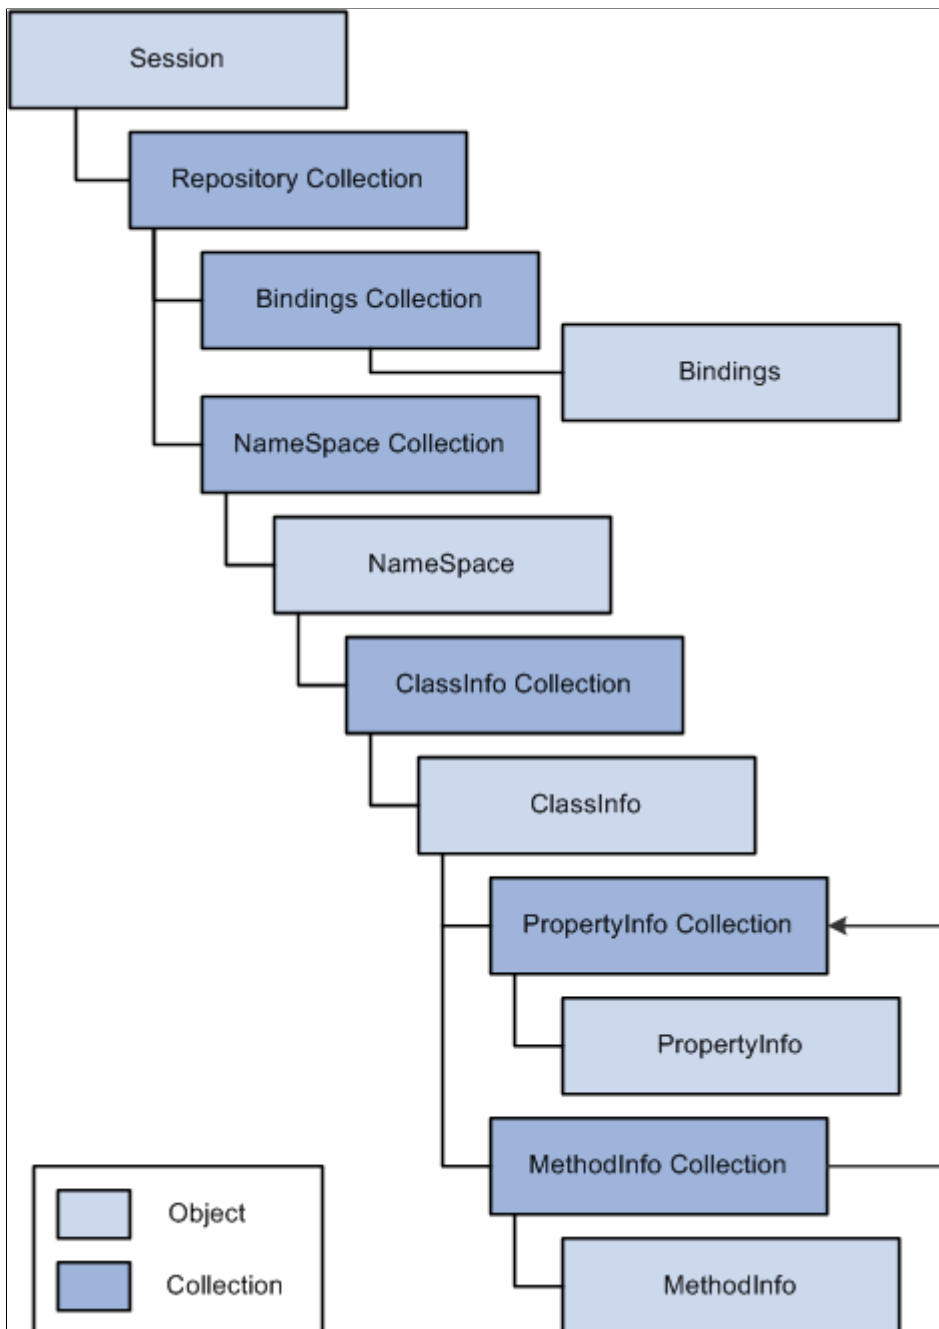 Session
Repository Collection
Bindings Collection
Bindings
NameSpace Collection
NameSpace
ClassInfo Collection
ClassInfo
PropertyInfo Collection
PropertyInfo
MethodInfo Collection
MethodInfo
Object
Collection